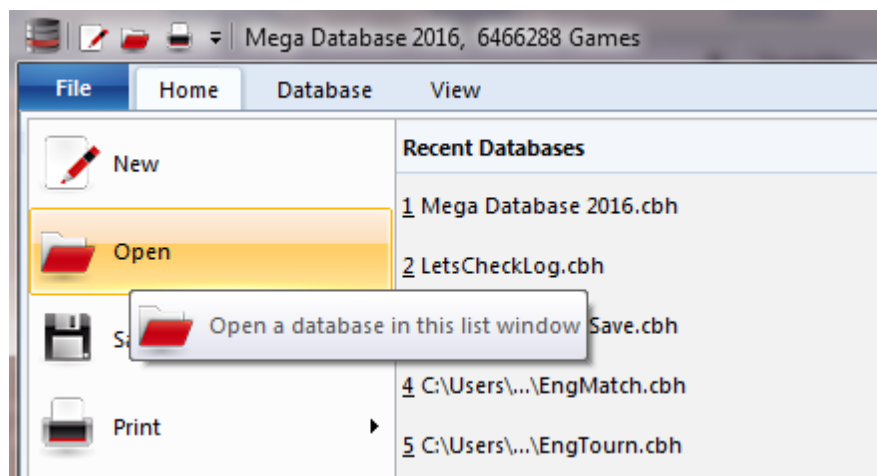 Mega Database 2016, 6466288 Games
File Home Database View
Recent Databases
New
1 Mega Database 2016.cbh
Open
2 LetsCheckLog.cbh
Open a database in this list window
Save.cbh
4 C:\Users\...\EngMatch.cbh
Print
5 C:\Users\...\EngTourn.cbh